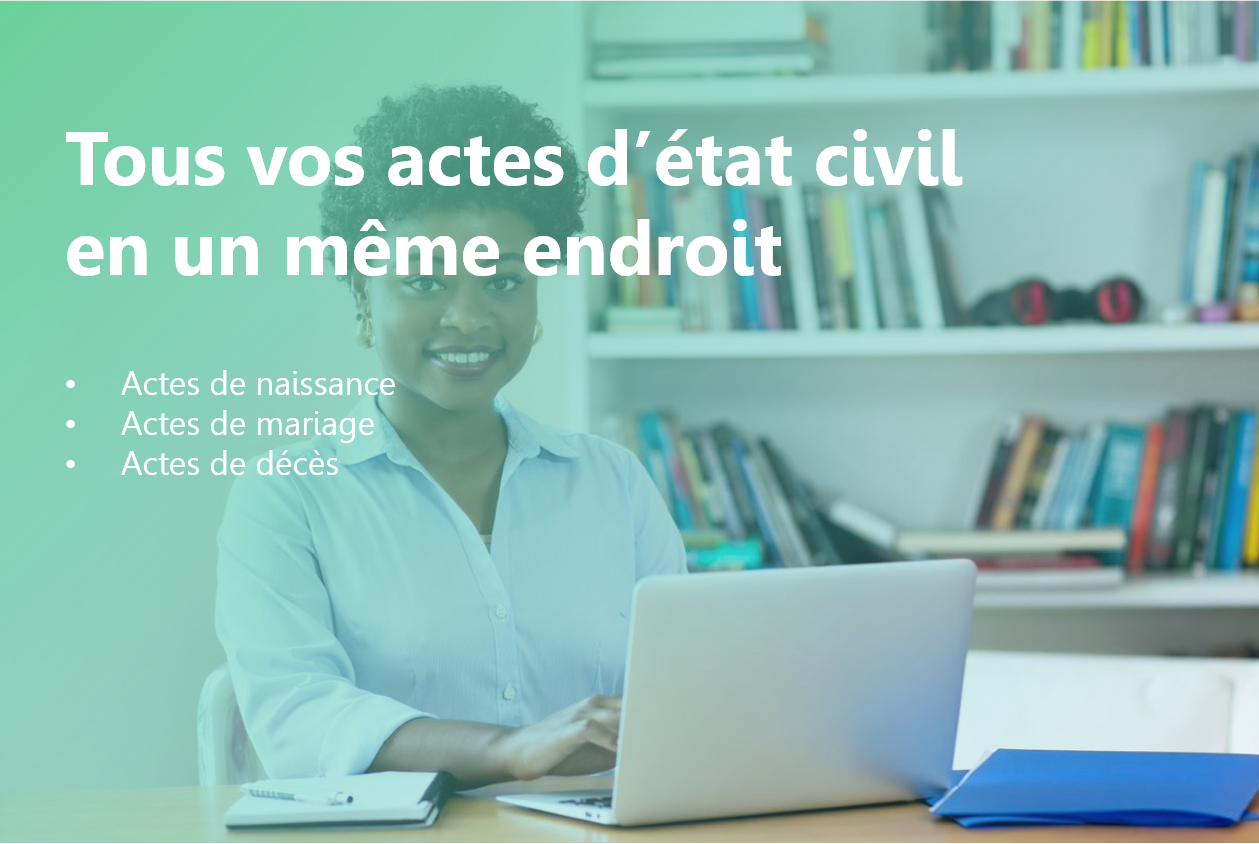 Tous vos actes d’état civil
en un même endroit
• Actes de naissance
• Actes de mariage
• Actes de décès